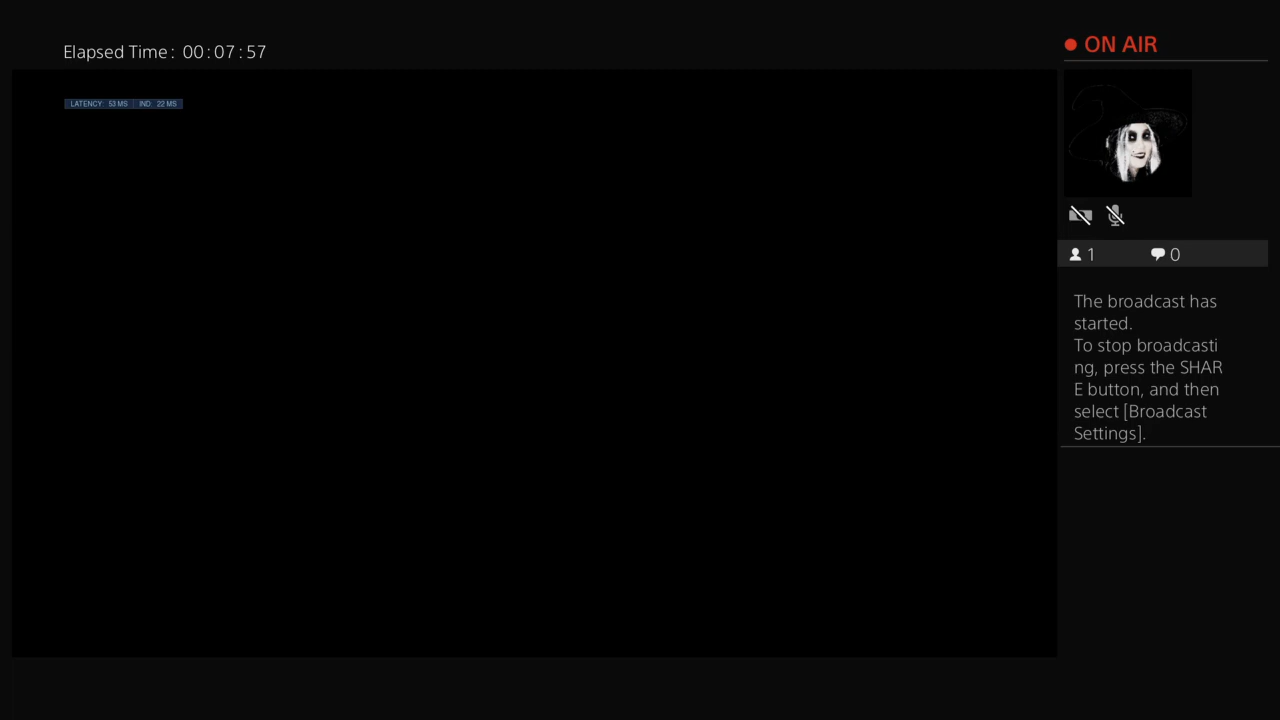 Elapsed Time: 00:07:57
ON AIR
LATENCY: 53 MS IND: 22 MS
1 0
The broadcast has
started.
To stop broadcasti
ng, press the SHAR
E button, and then
select [Broadcast
Settings].